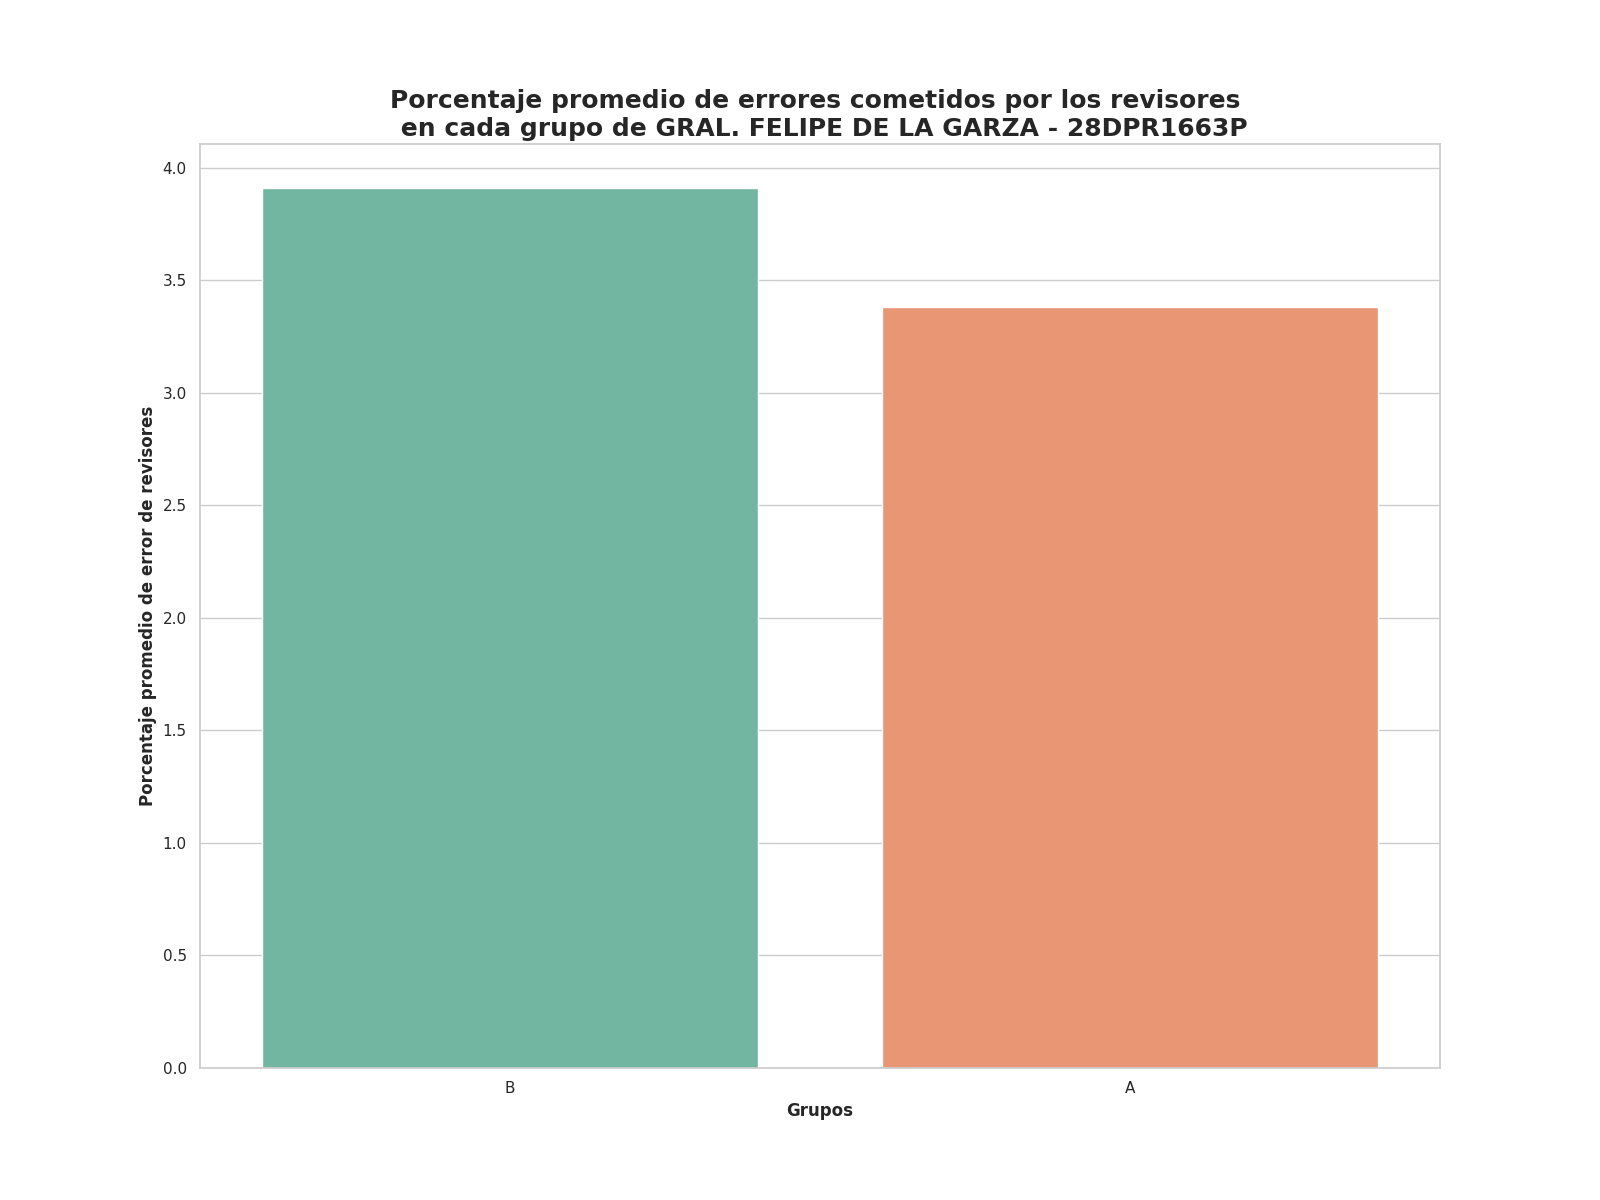 Porcentaje promedio de errores cometidos por los revisores
en cada grupo de GRAL. FELIPE DE LA GARZA - 28DPR1663P
4.0
3.5
3.0
2.5
2.0
1.5
1.0
0.5
0.0
Porcentaje promedio de error de revisores
B
A
Grupos